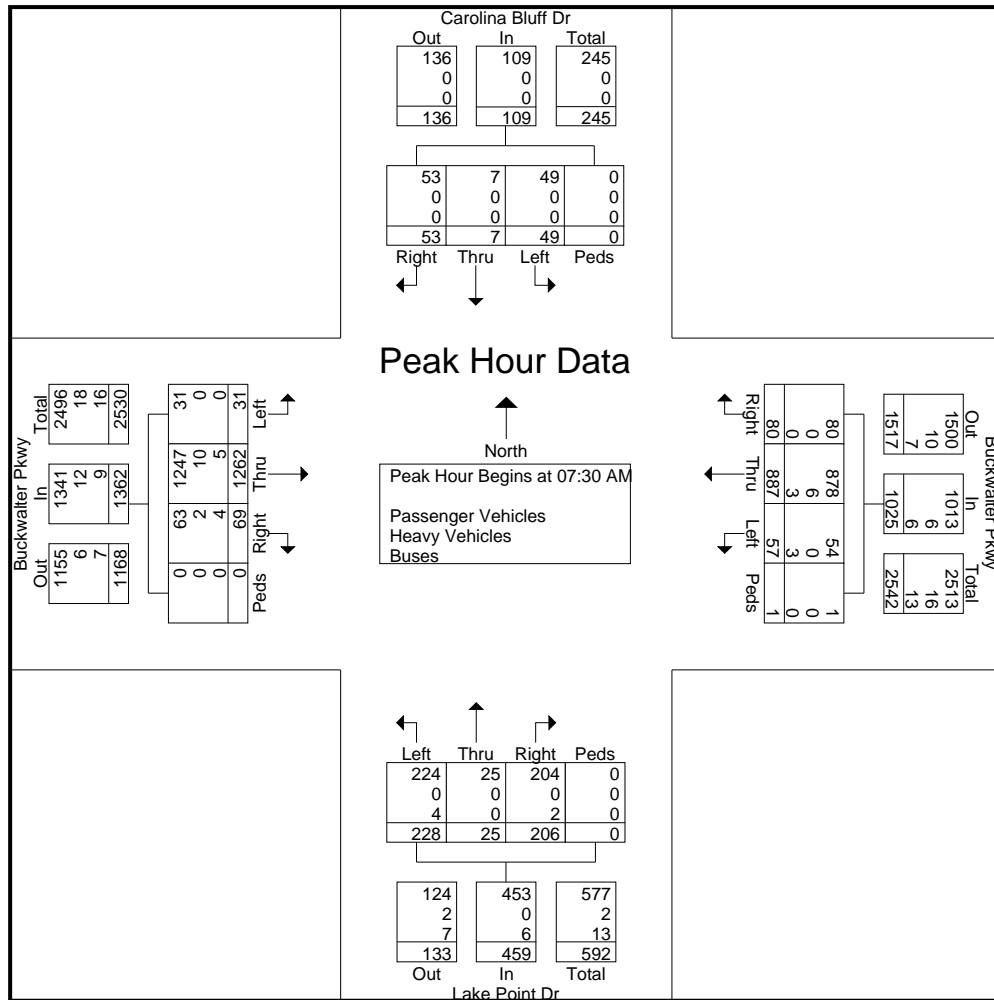 Carolina Bluff Dr
Out In Total
136 109 245
0 0 0
0 0 0
136 109 245
53 7 49 0
0 0 0 0
0 0 0 0
53 7 49 0
Right Thru Left Peds
Peak Hour Data
North
Peak Hour Begins at 07:30 AM
Passenger Vehicles
Heavy Vehicles
Buses
Buckwalter Pkwy
Out In Total
1155 1341 2496
6 12 18
7 9 16
1168 1362 2530
Peds Right Thru Left
0 63 1247 31
0 2 10 0
0 4 5 0
0 69 1262 31
Buckwalter Pkwy
Out In Total
1500 1013 2513
10 6 16
7 6 13
1517 1025 2542
80 878 54 1
0 6 0 0
0 3 3 0
80 887 57 1
Right Thru Left Peds
Left Thru Right Peds
224 25 204 0
0 0 0 0
4 0 2 0
228 25 206 0
124 453 577
2 0 2
7 6 13
133 459 592
Out In Total
Lake Point Dr